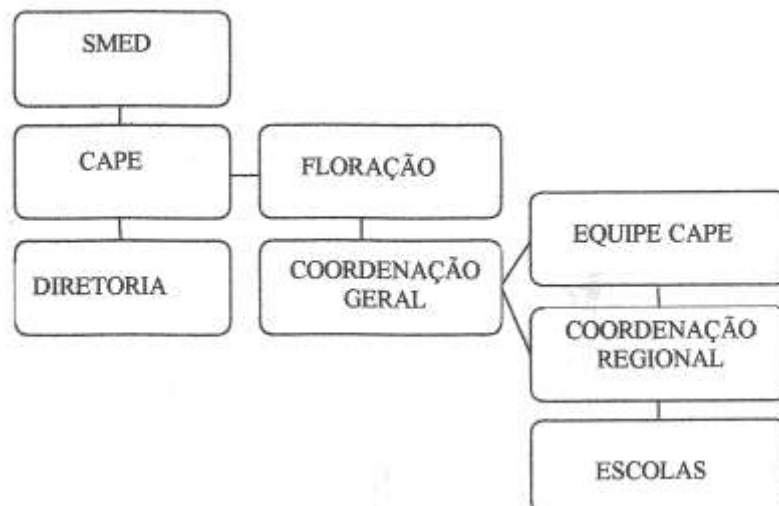 SMED
CAPE
FLORAÇÃO
DIRETORIA
COORDENAÇÃO
GERAL
EQUIPE CAPE
COORDENAÇÃO
REGIONAL
ESCOLAS